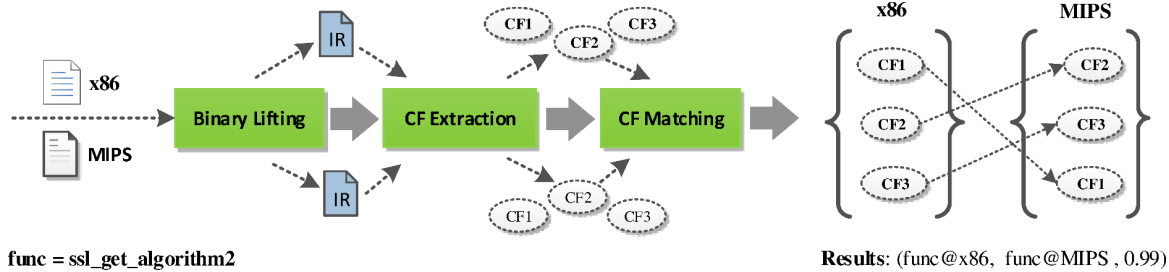 x86 MIPS
CF1 CF3
CF2
IR
x86
CF1 CF2
Binary Lifting CF Extraction CF Matching
CF2 CF3
MIPS
CF3 CF1
IR
CF2
CF1 CF3
func = ssl_get_algorithm2
Results: (func@x86, func@MIPS , 0.99)